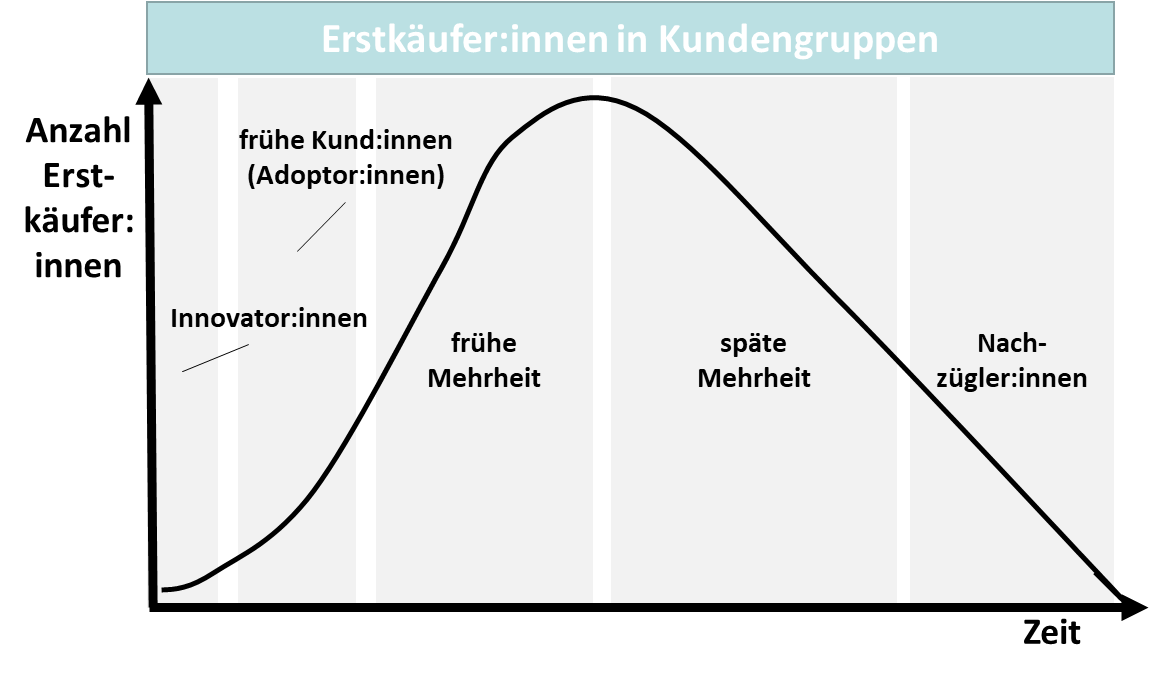 Erstkäufer:innen in Kundengruppen
Anzahl
Erst-
käufer:
innen
frühe Kund:innen
(Adoptor:innen)
Innovator:innen
frühe
Mehrheit
späte
Mehrheit
Nach-
zügler:innen
Zeit